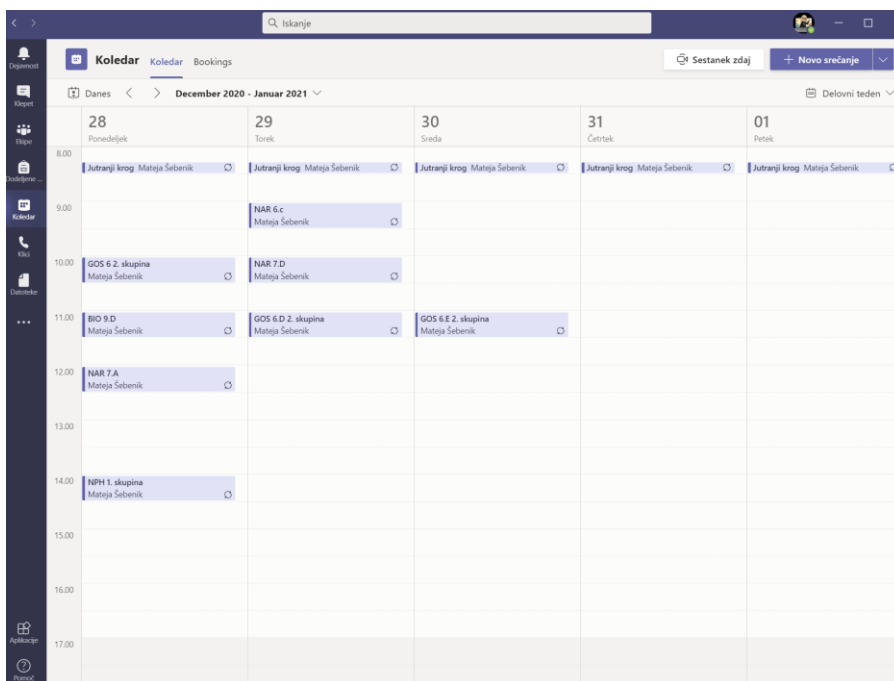 Iskanje
Dejavnost
Klepet
Ekipe
Dodeljene ...
Koledar
Klici
Datoteke
Aplikacije
Pomoč
Koledar Koledar Bookings
Sestanek zdaj
Novo srečanje
Danes
December 2020 - Januar 2021
Delovni teden
28 29 30 31 01
Ponedeljek Torek Sreda Četrtek Petek
8.00
Jutranji krog Mateja Šebenik Jutranji krog Mateja Šebenik Jutranji krog Mateja Šebenik Jutranji krog Mateja Šebenik Jutranji krog Mateja Šebenik
9.00 NAR 6.c
Mateja Šebenik
10.00 GOS 6 2. skupina NAR 7.D
Mateja Šebenik Mateja Šebenik
11.00 BIO 9.D GOS 6.D 2. skupina GOS 6.E 2. skupina
Mateja Šebenik Mateja Šebenik Mateja Šebenik
12.00 NAR 7.A
Mateja Šebenik
13.00
14.00 NPH 1. skupina
Mateja Šebenik
15.00
16.00
17.00